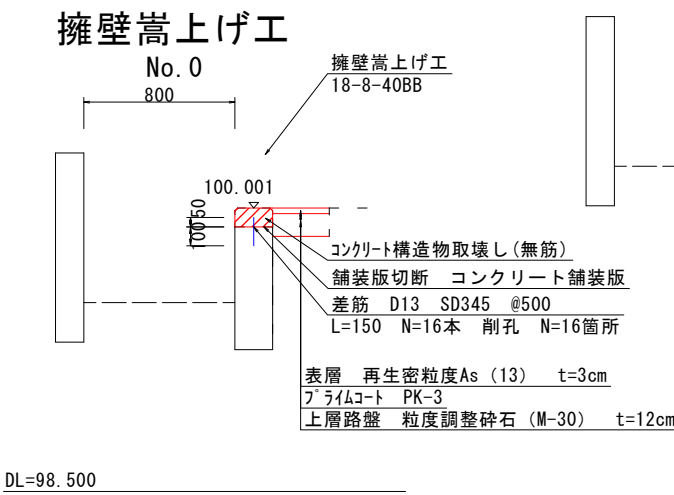 擁壁嵩上げ工
No.0
800
擁壁嵩上げ工
18-8-40BB
100.001
50
100
コンクリート構造物取壊し(無筋)
舗装版切断 コンクリート舗装版
差筋 D13 SD345 @500
L=150 N=16本 削孔 N=16箇所
表層 再生密粒度As (13) t=3cm
プライムコート PK-3
上層路盤 粒度調整砕石 (M-30) t=12cm
DL=98.500